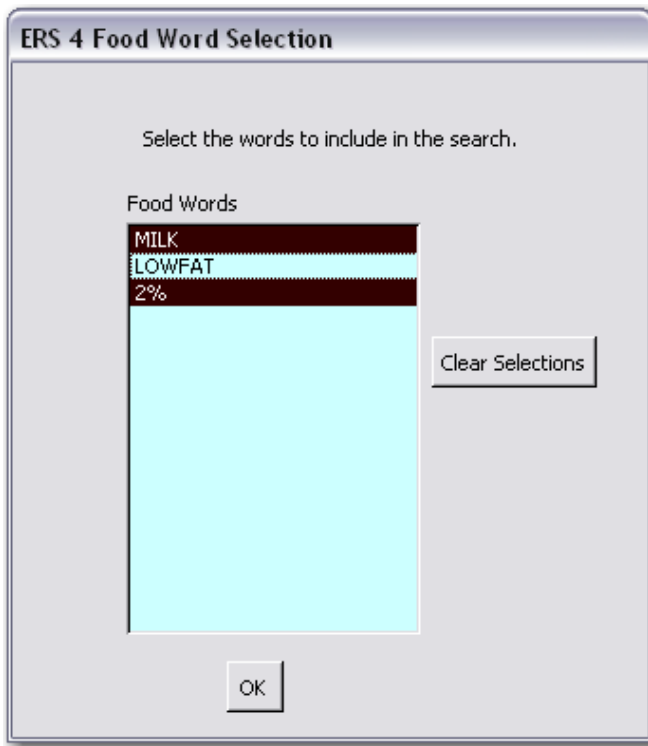 ERS 4 Food Word Selection
Select the words to include in the search.
Food Words
MILK
LOWFAT
2%
Clear Selections
OK